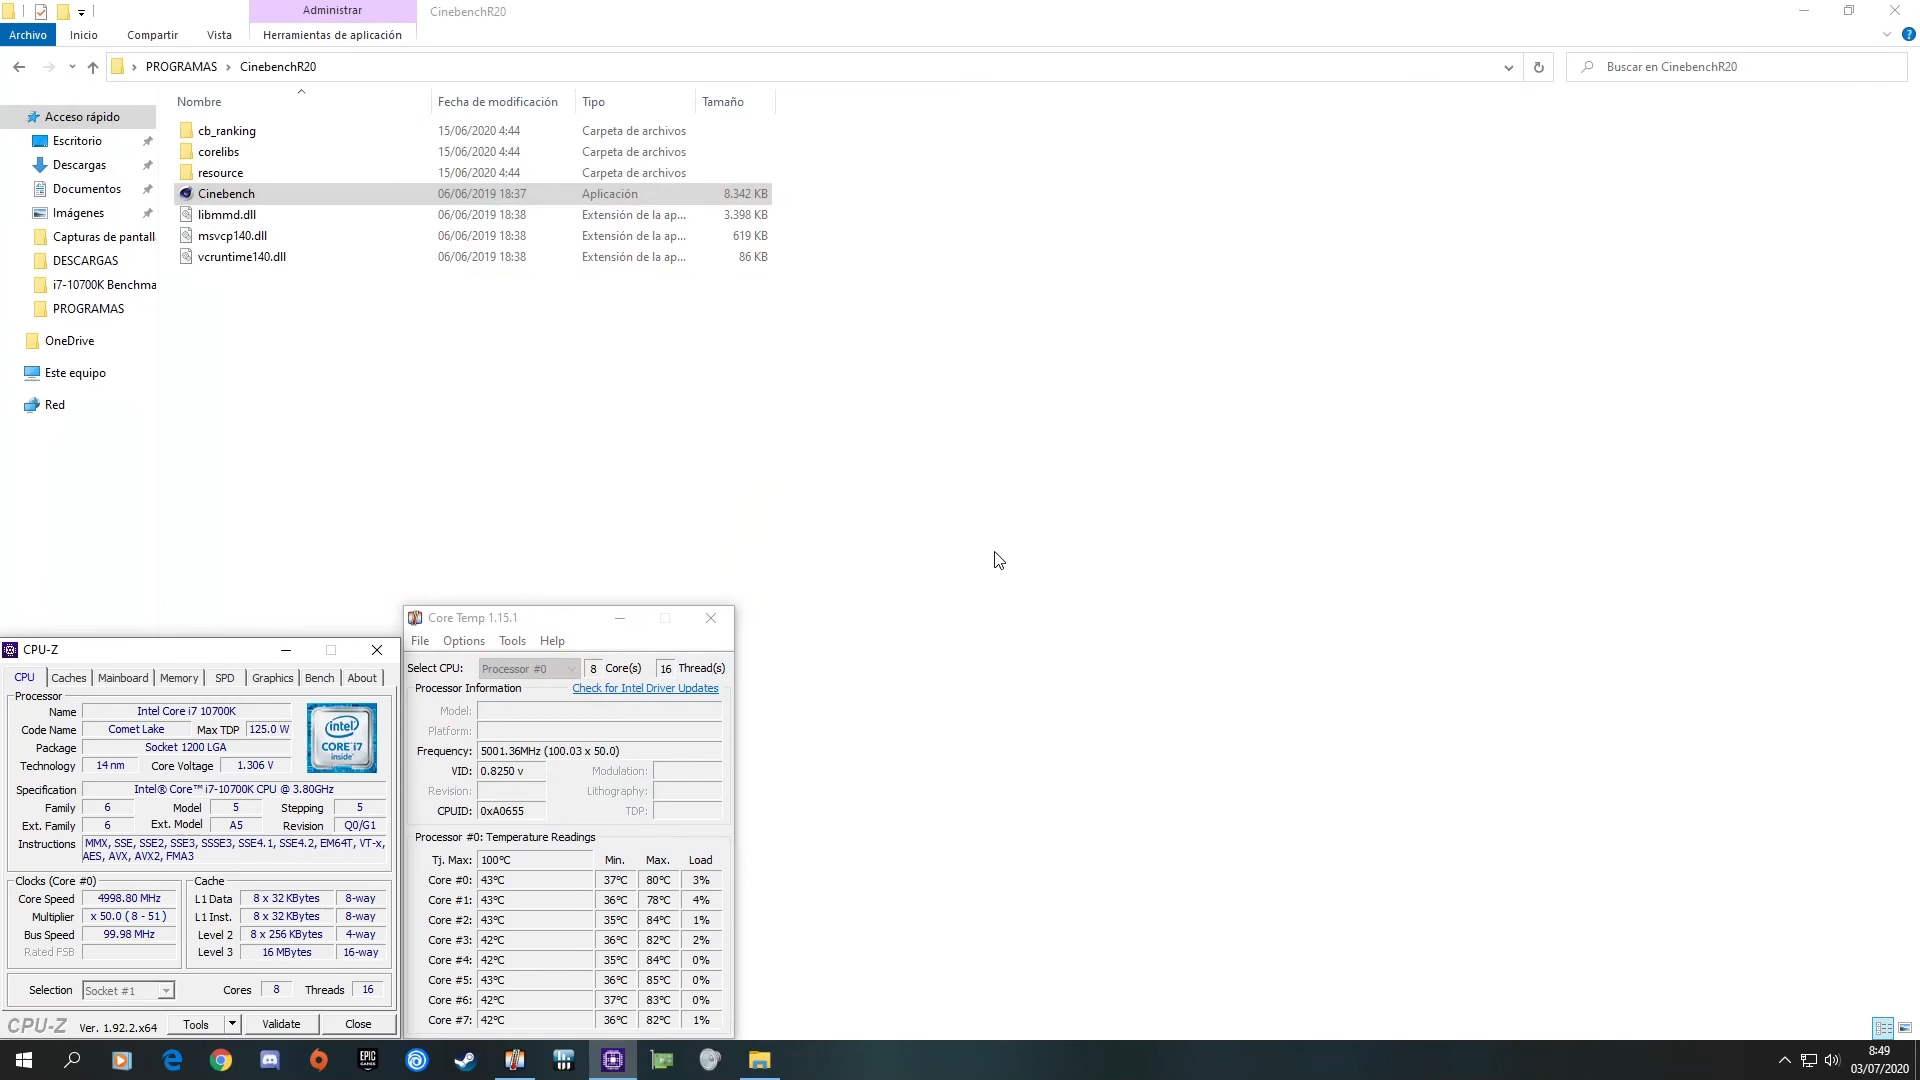 Administrar
CinebenchR20
Archivo
Inicio
Compartir
Vista
Herramientas de aplicación
?
PROGRAMAS
CinebenchR20
Buscar en CinebenchR20
Nombre
Fecha de modificación
Tipo
Tamaño
cb_ranking 15/06/2020 4:44 Carpeta de archivos
corelibs 15/06/2020 4:44 Carpeta de archivos
resource 15/06/2020 4:44 Carpeta de archivos
Cinebench 06/06/2019 18:37 Aplicación 8.342 KB
libmmd.dll 06/06/2019 18:38 Extensión de la ap... 3.398 KB
msvcp140.dll 06/06/2019 18:38 Extensión de la ap... 619 KB
vcruntime140.dll 06/06/2019 18:38 Extensión de la ap... 86 KB
Acceso rápido
Escritorio
Descargas
Documentos
Imágenes
Capturas de pantall
DESCARGAS
i7-10700K Benchma
PROGRAMAS
OneDrive
Este equipo
Red
CPU-Z
CPU Caches Mainboard Memory SPD Graphics Bench About
Processor
Name Intel Core i7 10700K
Code Name Comet Lake Max TDP 125.0 W
Package Socket 1200 LGA
Technology 14 nm Core Voltage 1.306 V
intel
CORE i7
inside™
Specification Intel® Core™ i7-10700K CPU @ 3.80GHz
Family 6 Model 5 Stepping 5
Ext. Family 6 Ext. Model A5 Revision Q0/G1
Instructions MMX, SSE, SSE2, SSE3, SSSE3, SSE4.1, SSE4.2, EM64T, VT-x,
AES, AVX, AVX2, FMA3
Clocks (Core #0)
Core Speed 4998.80 MHz
Multiplier x 50.0 ( 8 - 51 )
Bus Speed 99.98 MHz
Rated FSB
Cache
L1 Data 8 x 32 KBytes 8-way
L1 Inst. 8 x 32 KBytes 8-way
Level 2 8 x 256 KBytes 4-way
Level 3 16 MBytes 16-way
Selection Socket #1 Cores 8 Threads 16
CPU-Z Ver. 1.92.2.x64 Tools Validate Close
Core Temp 1.15.1
File Options Tools Help
Select CPU: Processor #0 8 Core(s) 16 Thread(s)
Processor Information Check for Intel Driver Updates
Model:
Platform:
Frequency: 5001.36MHz (100.03 x 50.0)
VID: 0.8250 v Modulation:
Revision: Lithography:
CPUID: 0xA0655 TDP:
Processor #0: Temperature Readings
Tj. Max: 100°C Min. Max. Load
Core #0: 43°C 37°C 80°C 3%
Core #1: 43°C 36°C 78°C 4%
Core #2: 43°C 35°C 84°C 1%
Core #3: 42°C 36°C 82°C 2%
Core #4: 42°C 35°C 84°C 0%
Core #5: 43°C 36°C 85°C 0%
Core #6: 42°C 37°C 83°C 0%
Core #7: 42°C 36°C 82°C 1%
EPIC
GAMES
8:49
03/07/2020